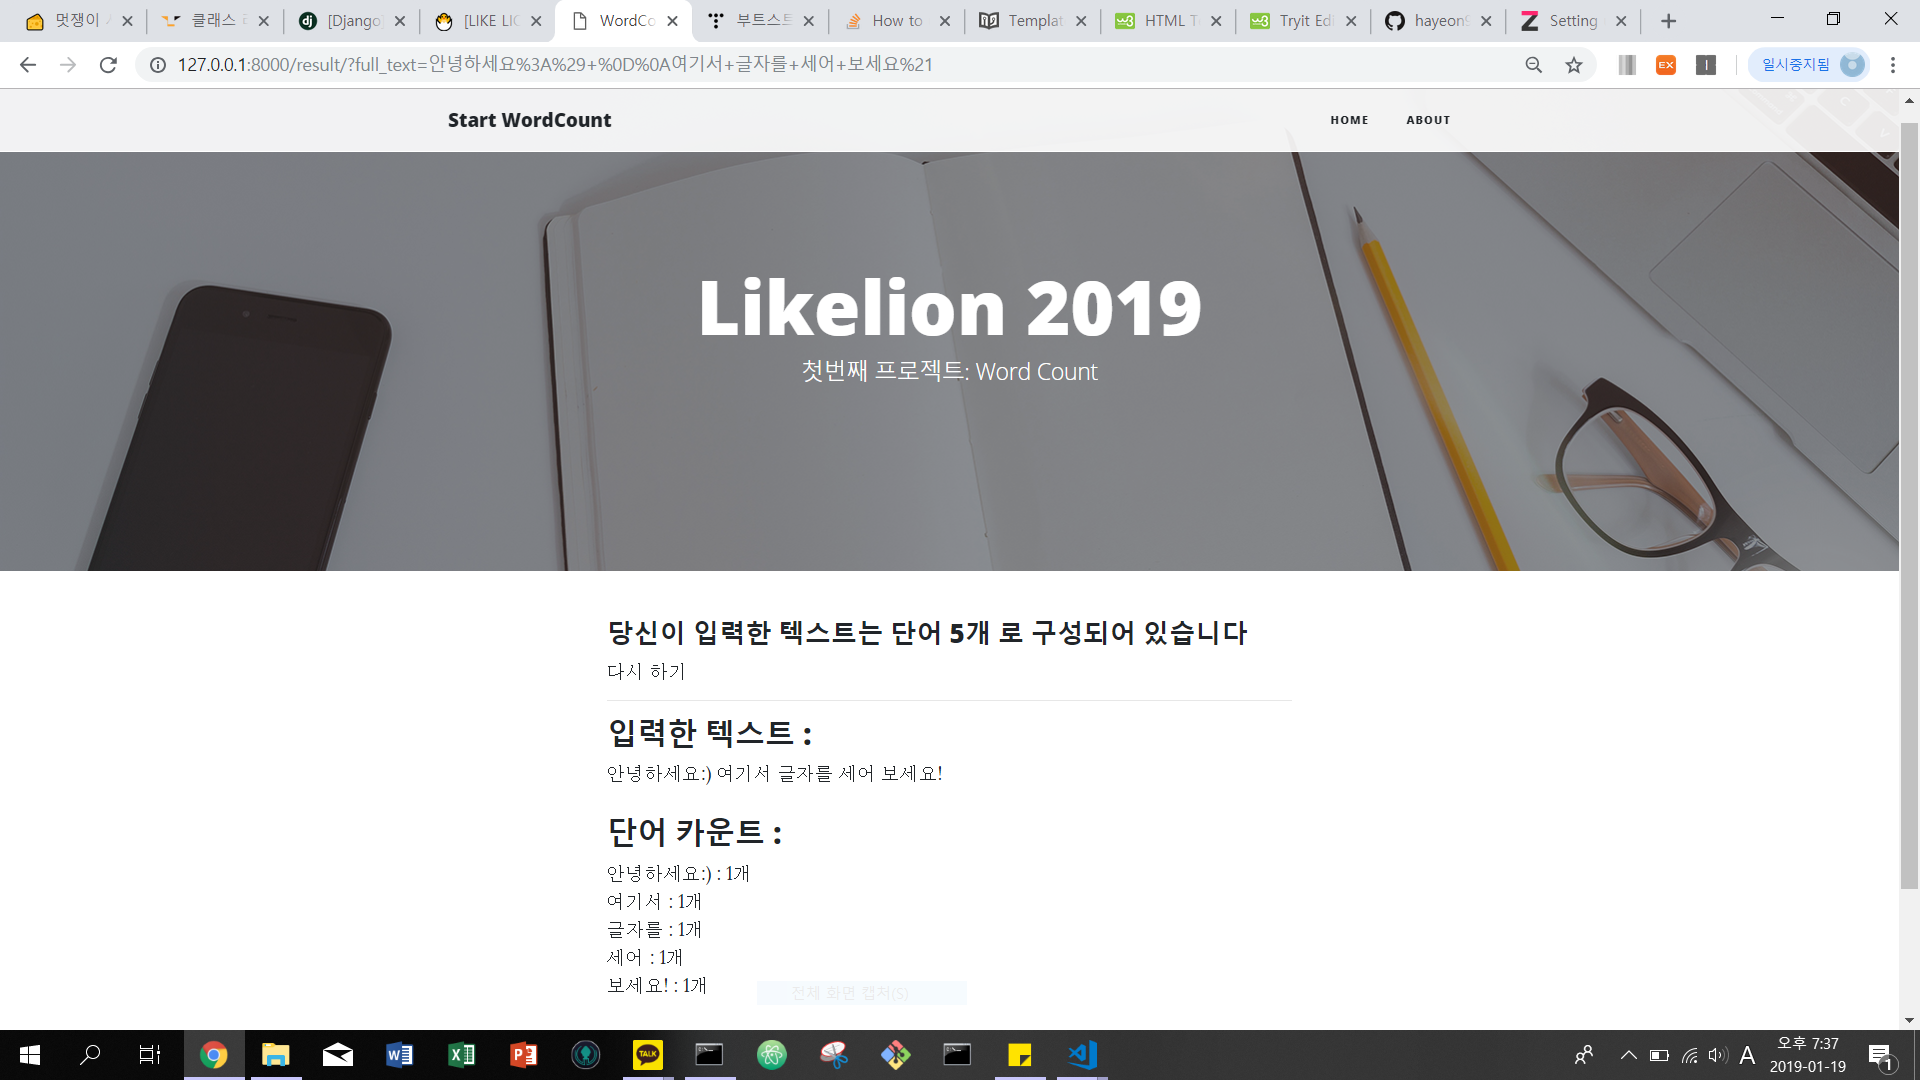 멋쟁이
클래스
[Django
[LIKE LIO
WordCo
부트스트
How to
Templat
HTML T
Tryit Edi
hayeon9
Setting
127.0.0.1:8000/result/?full_text=안녕하세요%3A%29+%0D%0A여기서+글자를+세어+보세요%21
EX
일시중지됨
Start WordCount
HOME
ABOUT
Likelion 2019
첫번째 프로젝트: Word Count
당신이 입력한 텍스트는 단어 5개 로 구성되어 있습니다
다시 하기
입력한 텍스트 :
안녕하세요:) 여기서 글자를 세어 보세요!
단어 카운트 :
안녕하세요:) : 1개
여기서 : 1개
글자를 : 1개
세어 : 1개
보세요! : 1개
전체 화면 캡처(S)
TALK
A
오후 7:37
2019-01-19
1